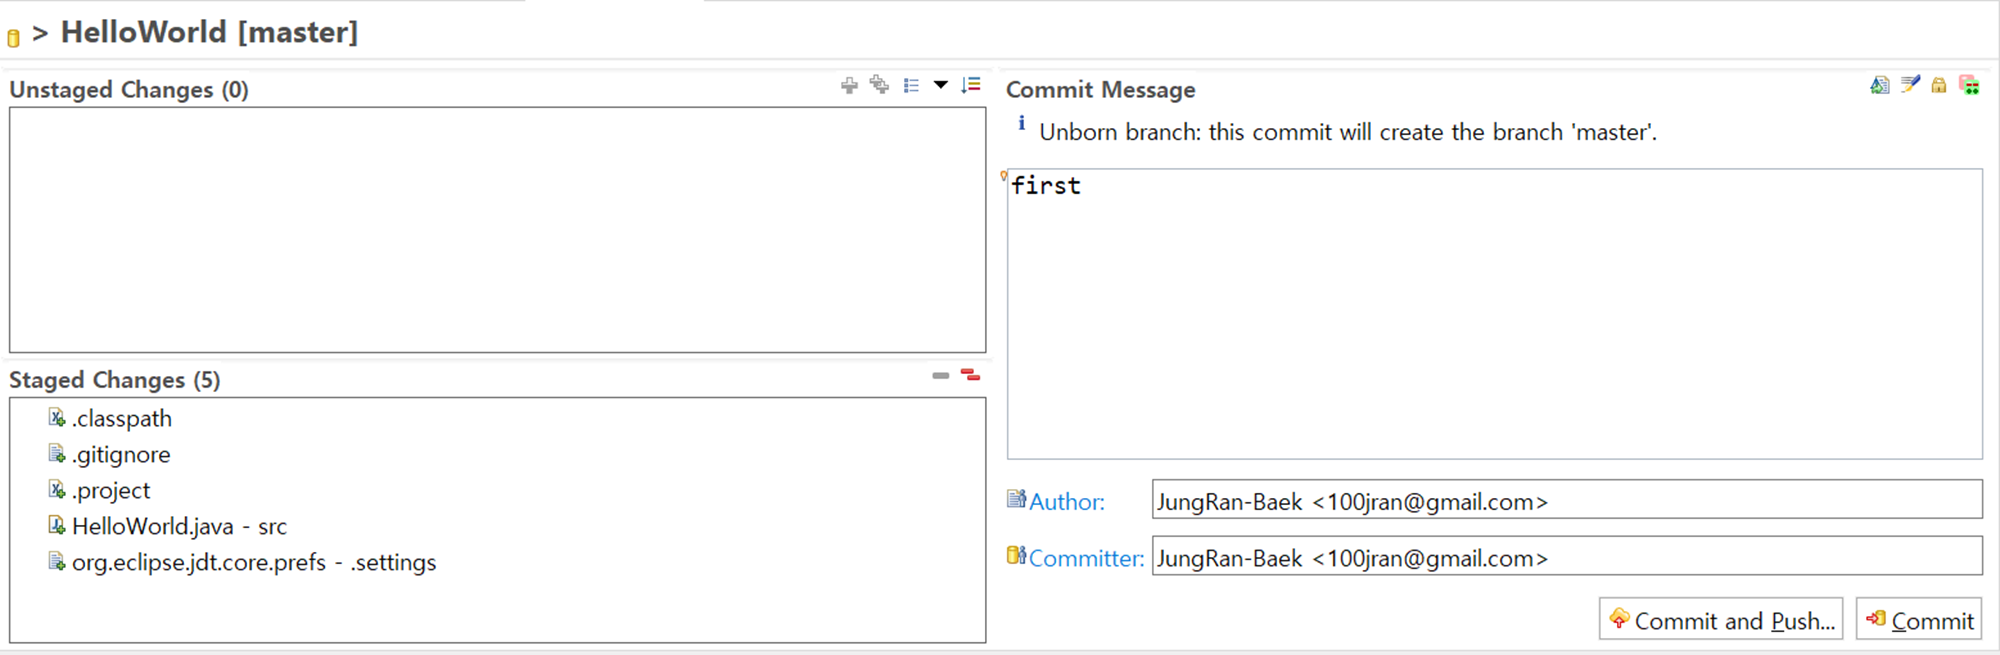 > HelloWorld [master]
Unstaged Changes (0)
Staged Changes (5)
.classpath
.gitignore
.project
HelloWorld.java - src
org.eclipse.jdt.core.prefs - .settings
Commit Message
Unborn branch: this commit will create the branch 'master'.
first
Author: JungRan-Baek <100jran@gmail.com>
Committer: JungRan-Baek <100jran@gmail.com>
Commit and Push... Commit